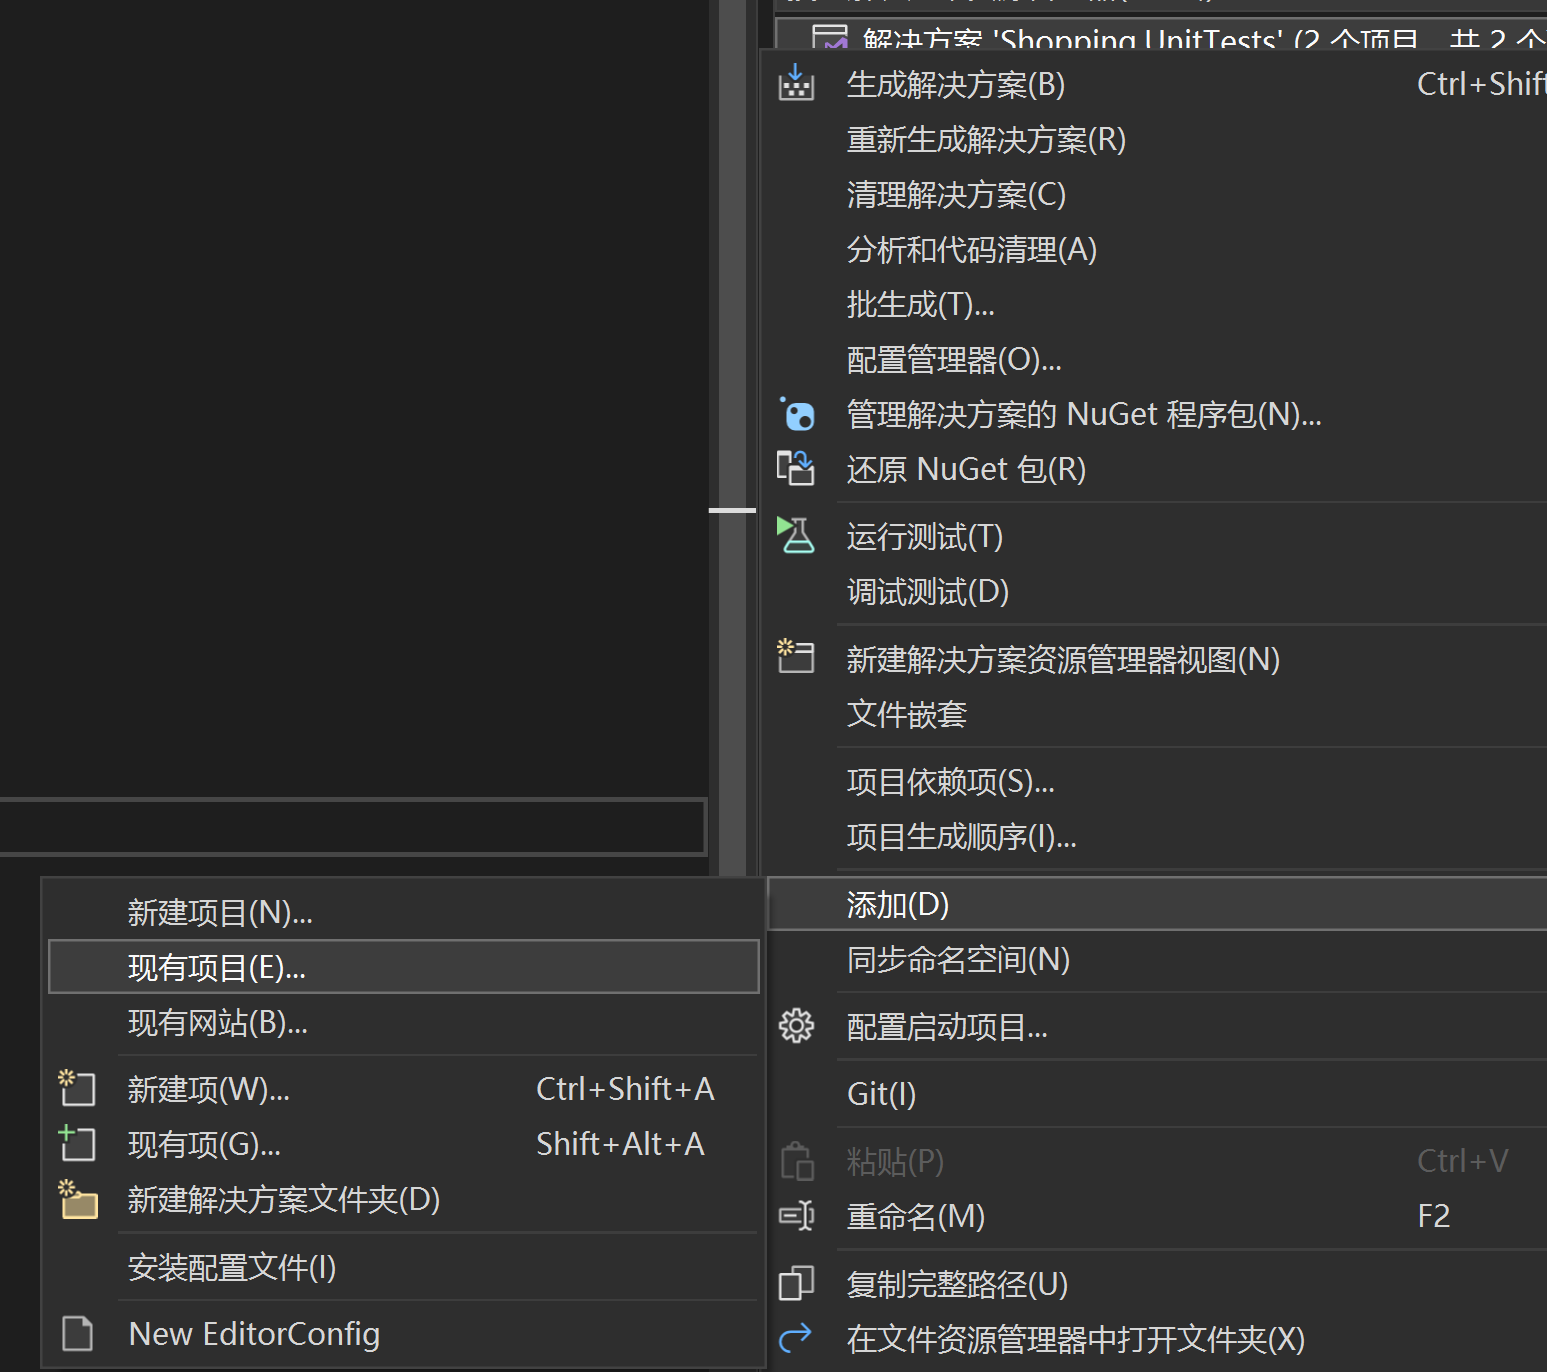 解决方案 'Shopping.UnitTests' (2 个项目，共 2 个
生成解决方案(B) Ctrl+Shift
重新生成解决方案(R)
清理解决方案(C)
分析和代码清理(A)
批生成(T)...
配置管理器(O)...
管理解决方案的 NuGet 程序包(N)...
还原 NuGet 包(R)
运行测试(T)
调试测试(D)
新建解决方案资源管理器视图(N)
文件嵌套
项目依赖项(S)...
项目生成顺序(I)...
添加(D)
同步命名空间(N)
配置启动项目...
Git(I)
粘贴(P) Ctrl+V
重命名(M) F2
复制完整路径(U)
在文件资源管理器中打开文件夹(X)
新建项目(N)...
现有项目(E)...
现有网站(B)...
新建项(W)... Ctrl+Shift+A
现有项(G)... Shift+Alt+A
新建解决方案文件夹(D)
安装配置文件(I)
New EditorConfig